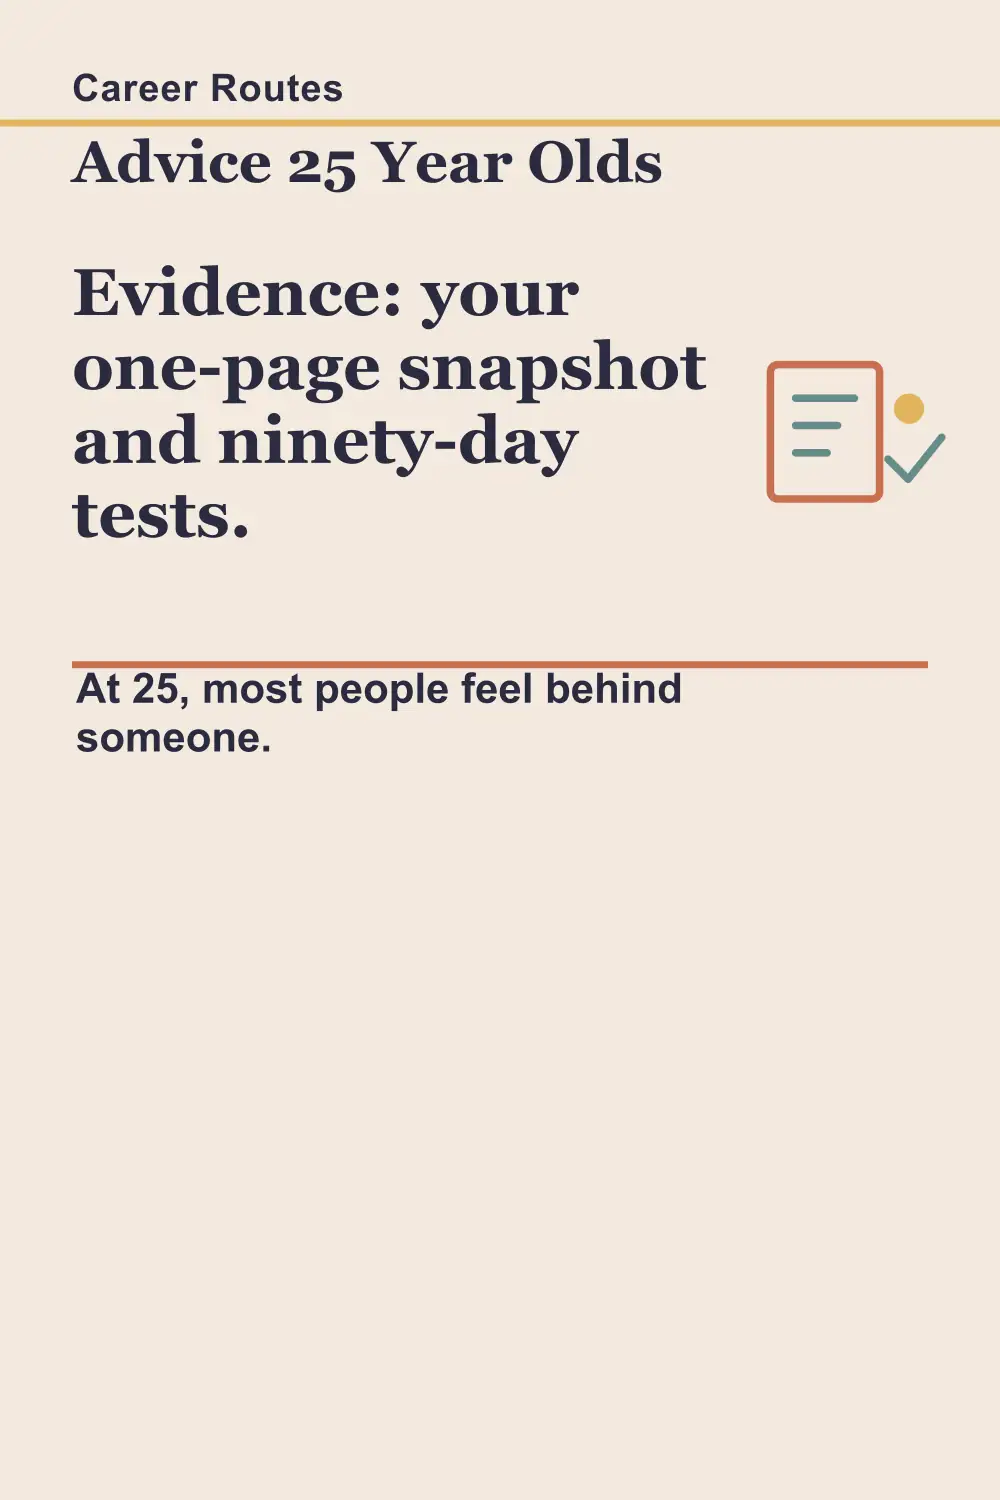 Career Routes
Advice 25 Year Olds
Evidence: your
one-page snapshot
and ninety-day
tests.
At 25, most people feel behind
someone.